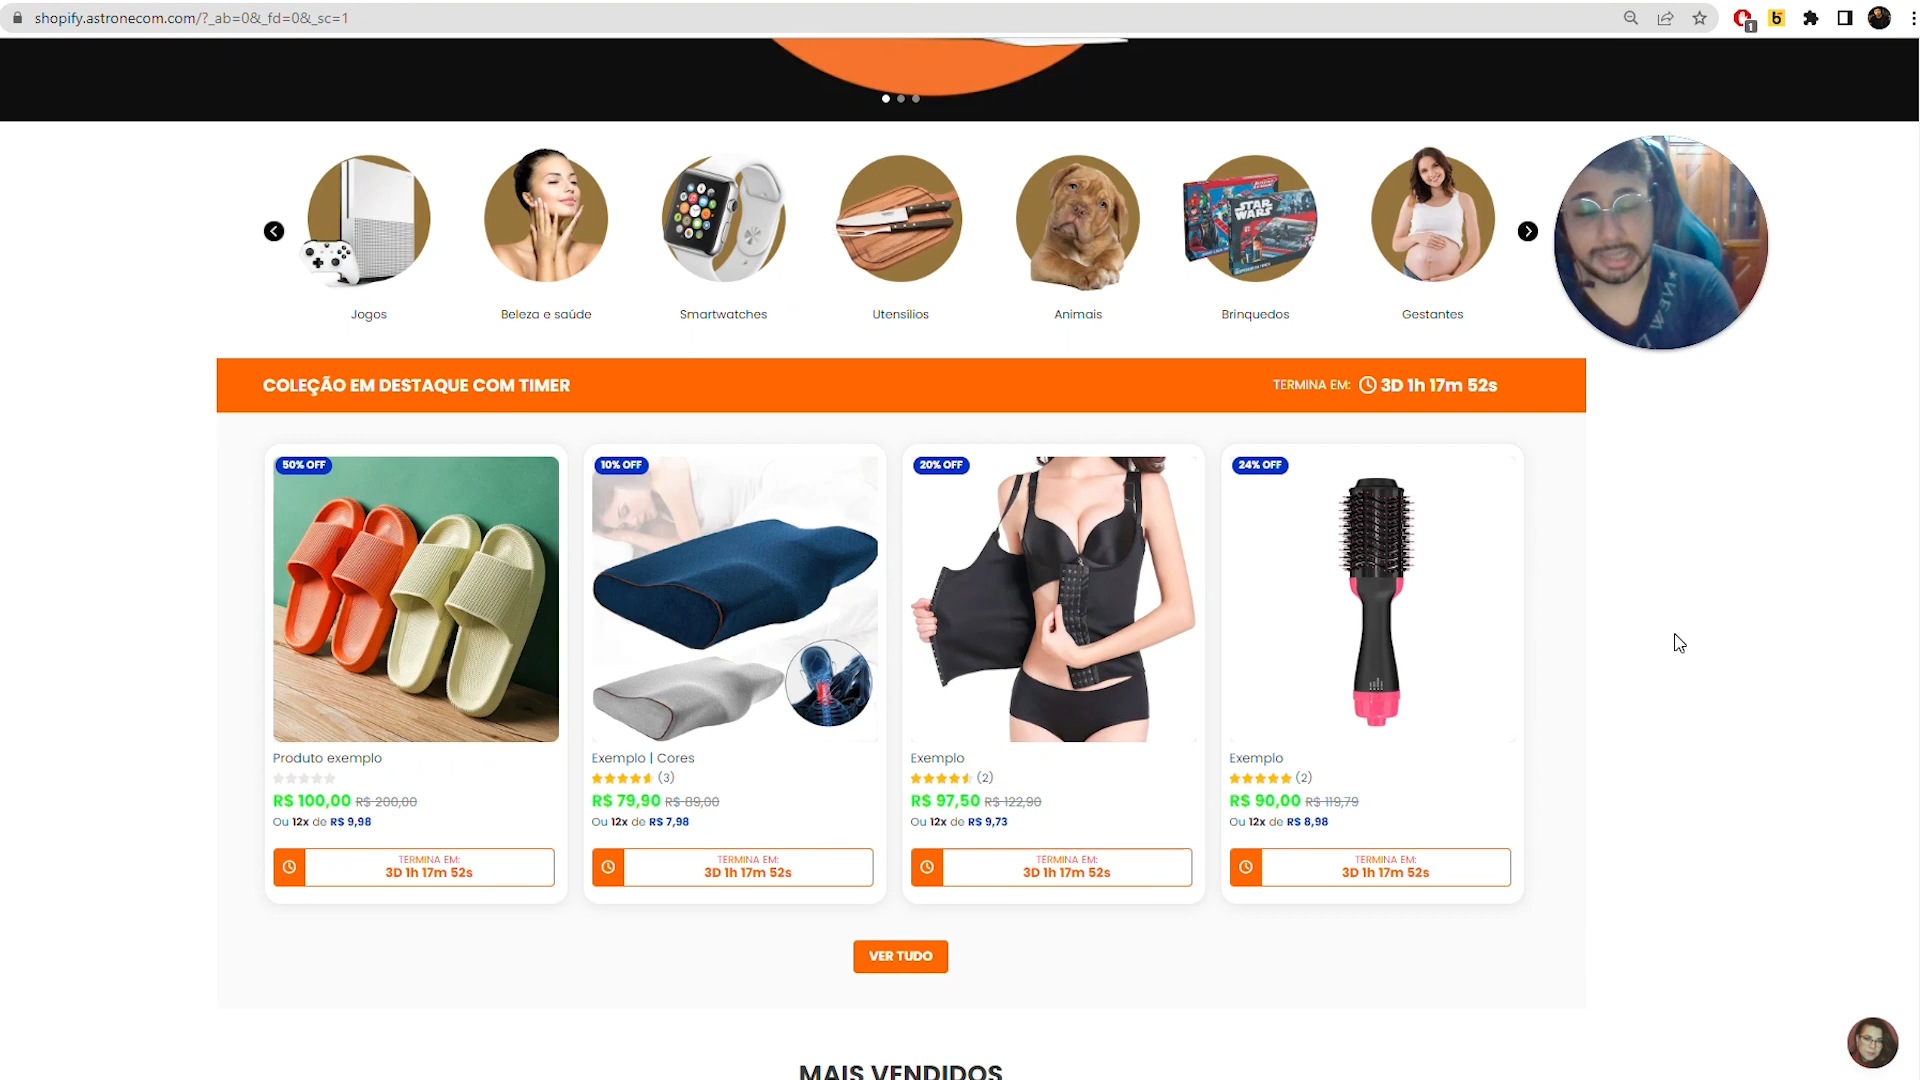 shopify.astronecom.com/?_ab=0&_fd=0&_sc=1
1
STAR
WARS
Jogos
Beleza e saúde
Smartwatches
Utensílios
Animais
Brinquedos
Gestantes
COLEÇÃO EM DESTAQUE COM TIMER
TERMINA EM: 3D 1h 17m 52s
50% OFF
10% OFF
20% OFF
24% OFF
Produto exemplo
R$ 100,00 R$ 200,00
Ou 12x de R$ 9,98
TERMINA EM:
3D 1h 17m 52s
Exemplo | Cores
(3)
R$ 79,90 R$ 89,00
Ou 12x de R$ 7,98
TERMINA EM:
3D 1h 17m 52s
Exemplo
(2)
R$ 97,50 R$ 122,90
Ou 12x de R$ 9,73
TERMINA EM:
3D 1h 17m 52s
Exemplo
(2)
R$ 90,00 R$ 119,79
Ou 12x de R$ 8,98
TERMINA EM:
3D 1h 17m 52s
VER TUDO
MAIS VENDIDOS